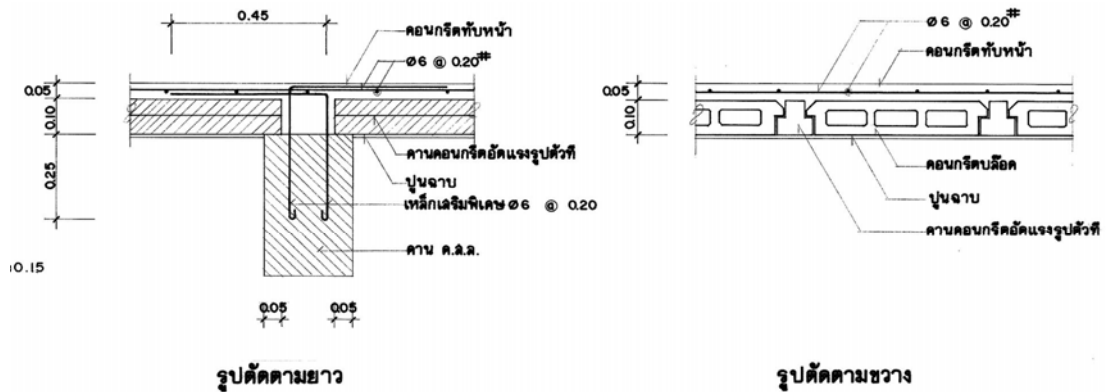 0.45
คอนกรีตทับหน้า
Ø6 @ 0.20#
0.05
0.10
0.25
คานคอนกรีตอัดแรงรูปตัวที
ปูนฉาบ
เหล็กเสริมพิเศษ Ø6 @ 0.20
คาน ค.ส.ล.
0.15
0.05
0.05
รูปตัดตามยาว
Ø6 @ 0.20#
คอนกรีตทับหน้า
0.05
0.10
คอนกรีตบล๊อค
ปูนฉาบ
คานคอนกรีตอัดแรงรูปตัวที
รูปตัดตามขวาง